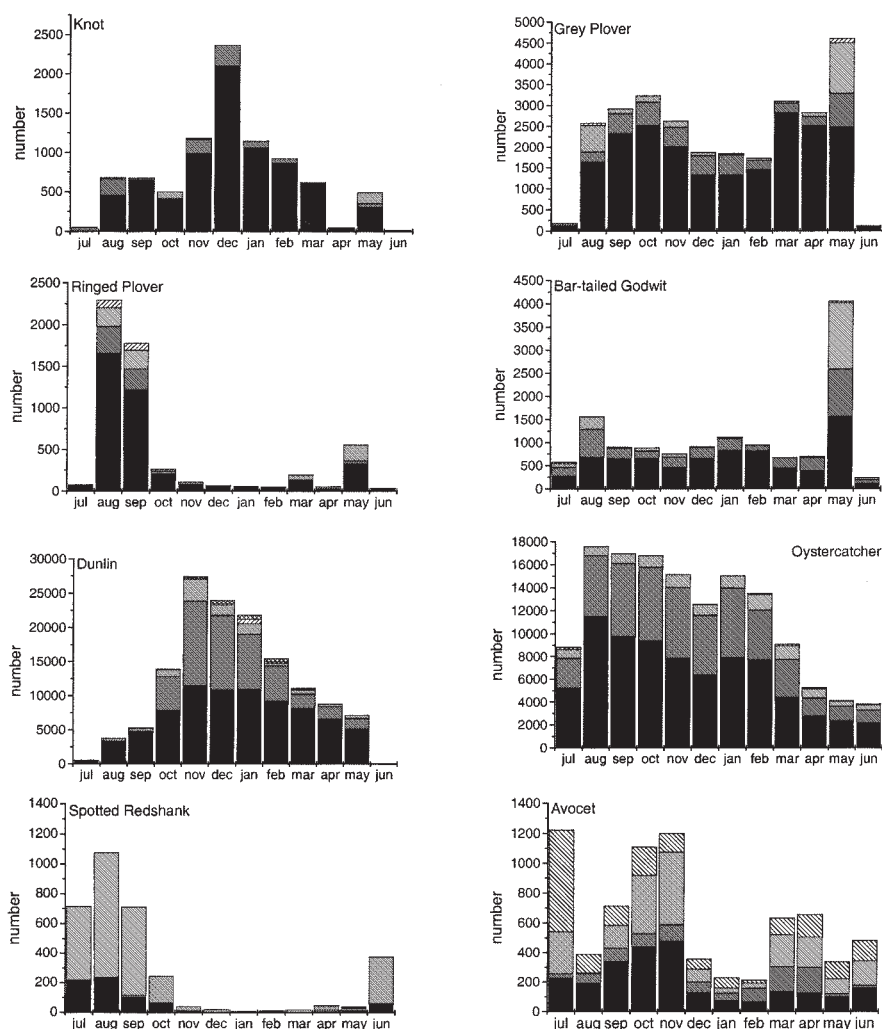 Knot
number
2500
2000
1500
1000
500
0
jul aug sep oct nov dec jan feb mar apr may jun
Grey Plover
number
5000
4500
4000
3500
3000
2500
2000
1500
1000
500
0
jul aug sep oct nov dec jan feb mar apr may jun
Ringed Plover
number
2500
2000
1500
1000
500
0
jul aug sep oct nov dec jan feb mar apr may jun
Bar-tailed Godwit
number
4500
4000
3500
3000
2500
2000
1500
1000
500
0
jul aug sep oct nov dec jan feb mar apr may jun
Dunlin
number
30000
25000
20000
15000
10000
5000
0
jul aug sep oct nov dec jan feb mar apr may jun
Oystercatcher
number
18000
16000
14000
12000
10000
8000
6000
4000
2000
0
jul aug sep oct nov dec jan feb mar apr may jun
Spotted Redshank
number
1400
1200
1000
800
600
400
200
0
jul aug sep oct nov dec jan feb mar apr may jun
Avocet
number
1400
1200
1000
800
600
400
200
0
jul aug sep oct nov dec jan feb mar apr may jun